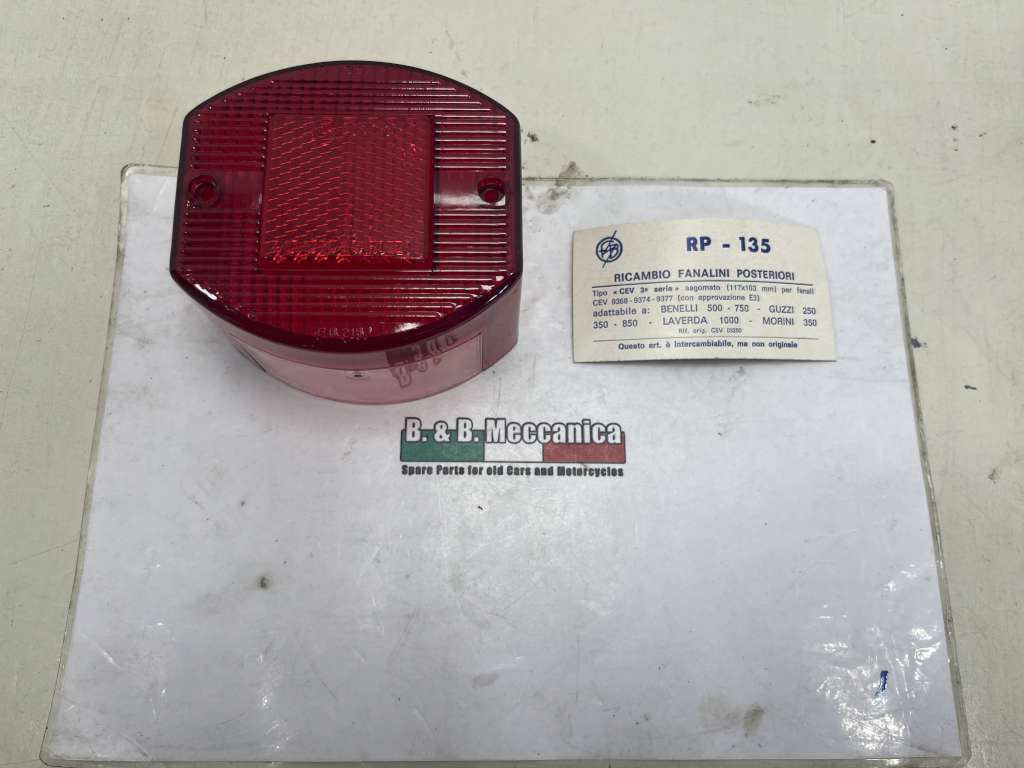 RP - 135
RICAMBIO FANALINI POSTERIORI
Tipo « CEV 3ª serie » sagomato (117x103 mm) per fanali
CEV 9368 - 9374 - 9377 (con approvazione E3)
adattabile a: BENELLI 500 - 750 - GUZZI 250
350 - 850 - LAVERDA 1000 - MORINI 350
Rif. orig. CEV
Questo art. è intercambiabile, ma non originale
B. & B. Meccanica
Spare Parts for old Cars and Motorcycles